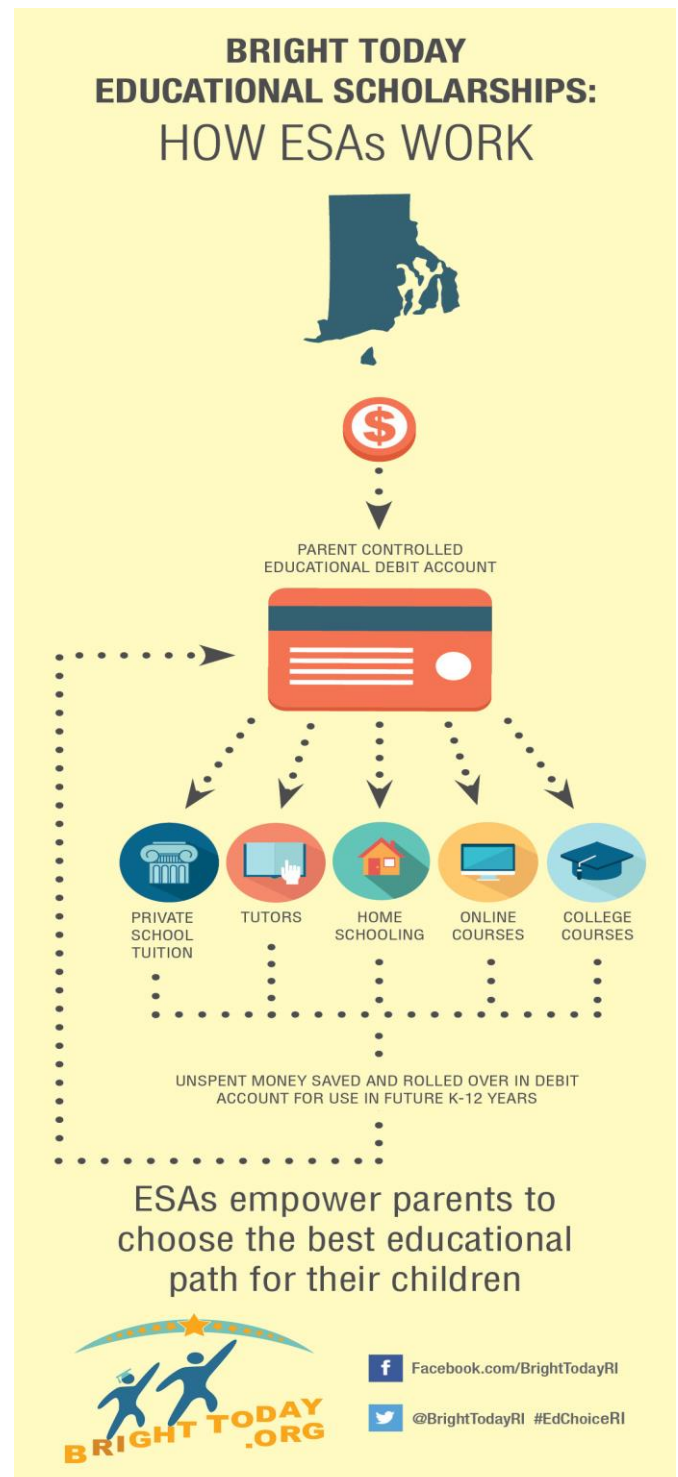 BRIGHT TODAY
EDUCATIONAL SCHOLARSHIPS:
HOW ESAs WORK
$
PARENT CONTROLLED
EDUCATIONAL DEBIT ACCOUNT
PRIVATE
SCHOOL
TUITION
TUTORS
HOME
SCHOOLING
ONLINE
COURSES
COLLEGE
COURSES
UNSPENT MONEY SAVED AND ROLLED OVER IN DEBIT
ACCOUNT FOR USE IN FUTURE K-12 YEARS
ESAs empower parents to
choose the best educational
path for their children
BRIGHT TODAY
.ORG
f Facebook.com/BrightTodayRI
@BrightTodayRI #EdChoiceRI